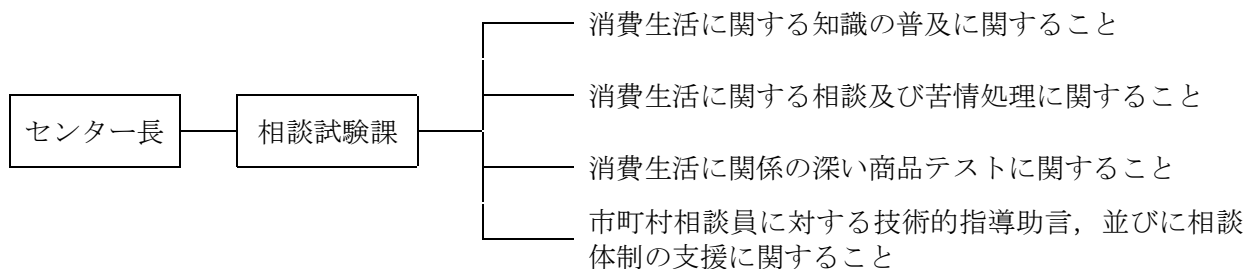 消費生活に関する知識の普及に関すること
消費生活に関する相談及び苦情処理に関すること
センター長
相談試験課
消費生活に関係の深い商品テストに関すること
市町村相談員に対する技術的指導助言，並びに相談
体制の支援に関すること